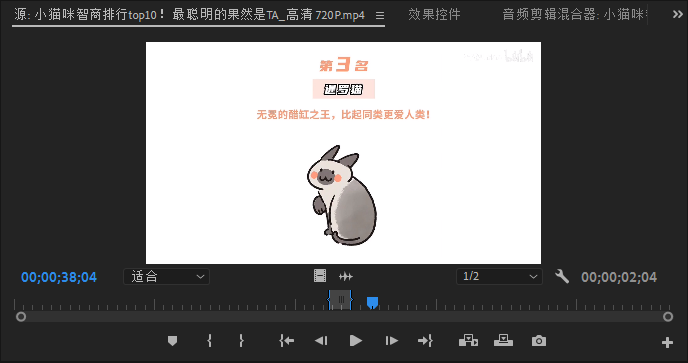 源: 小猫咪智商排行top10！最聪明的果然是TA_高清 720P.mp4
效果控件
音频剪辑混合器: 小猫咪
第3名
暹罗猫
无冕的醋缸之王，比起同类更爱人类！
00;00;38;04
适合
1/2
00;00;02;04